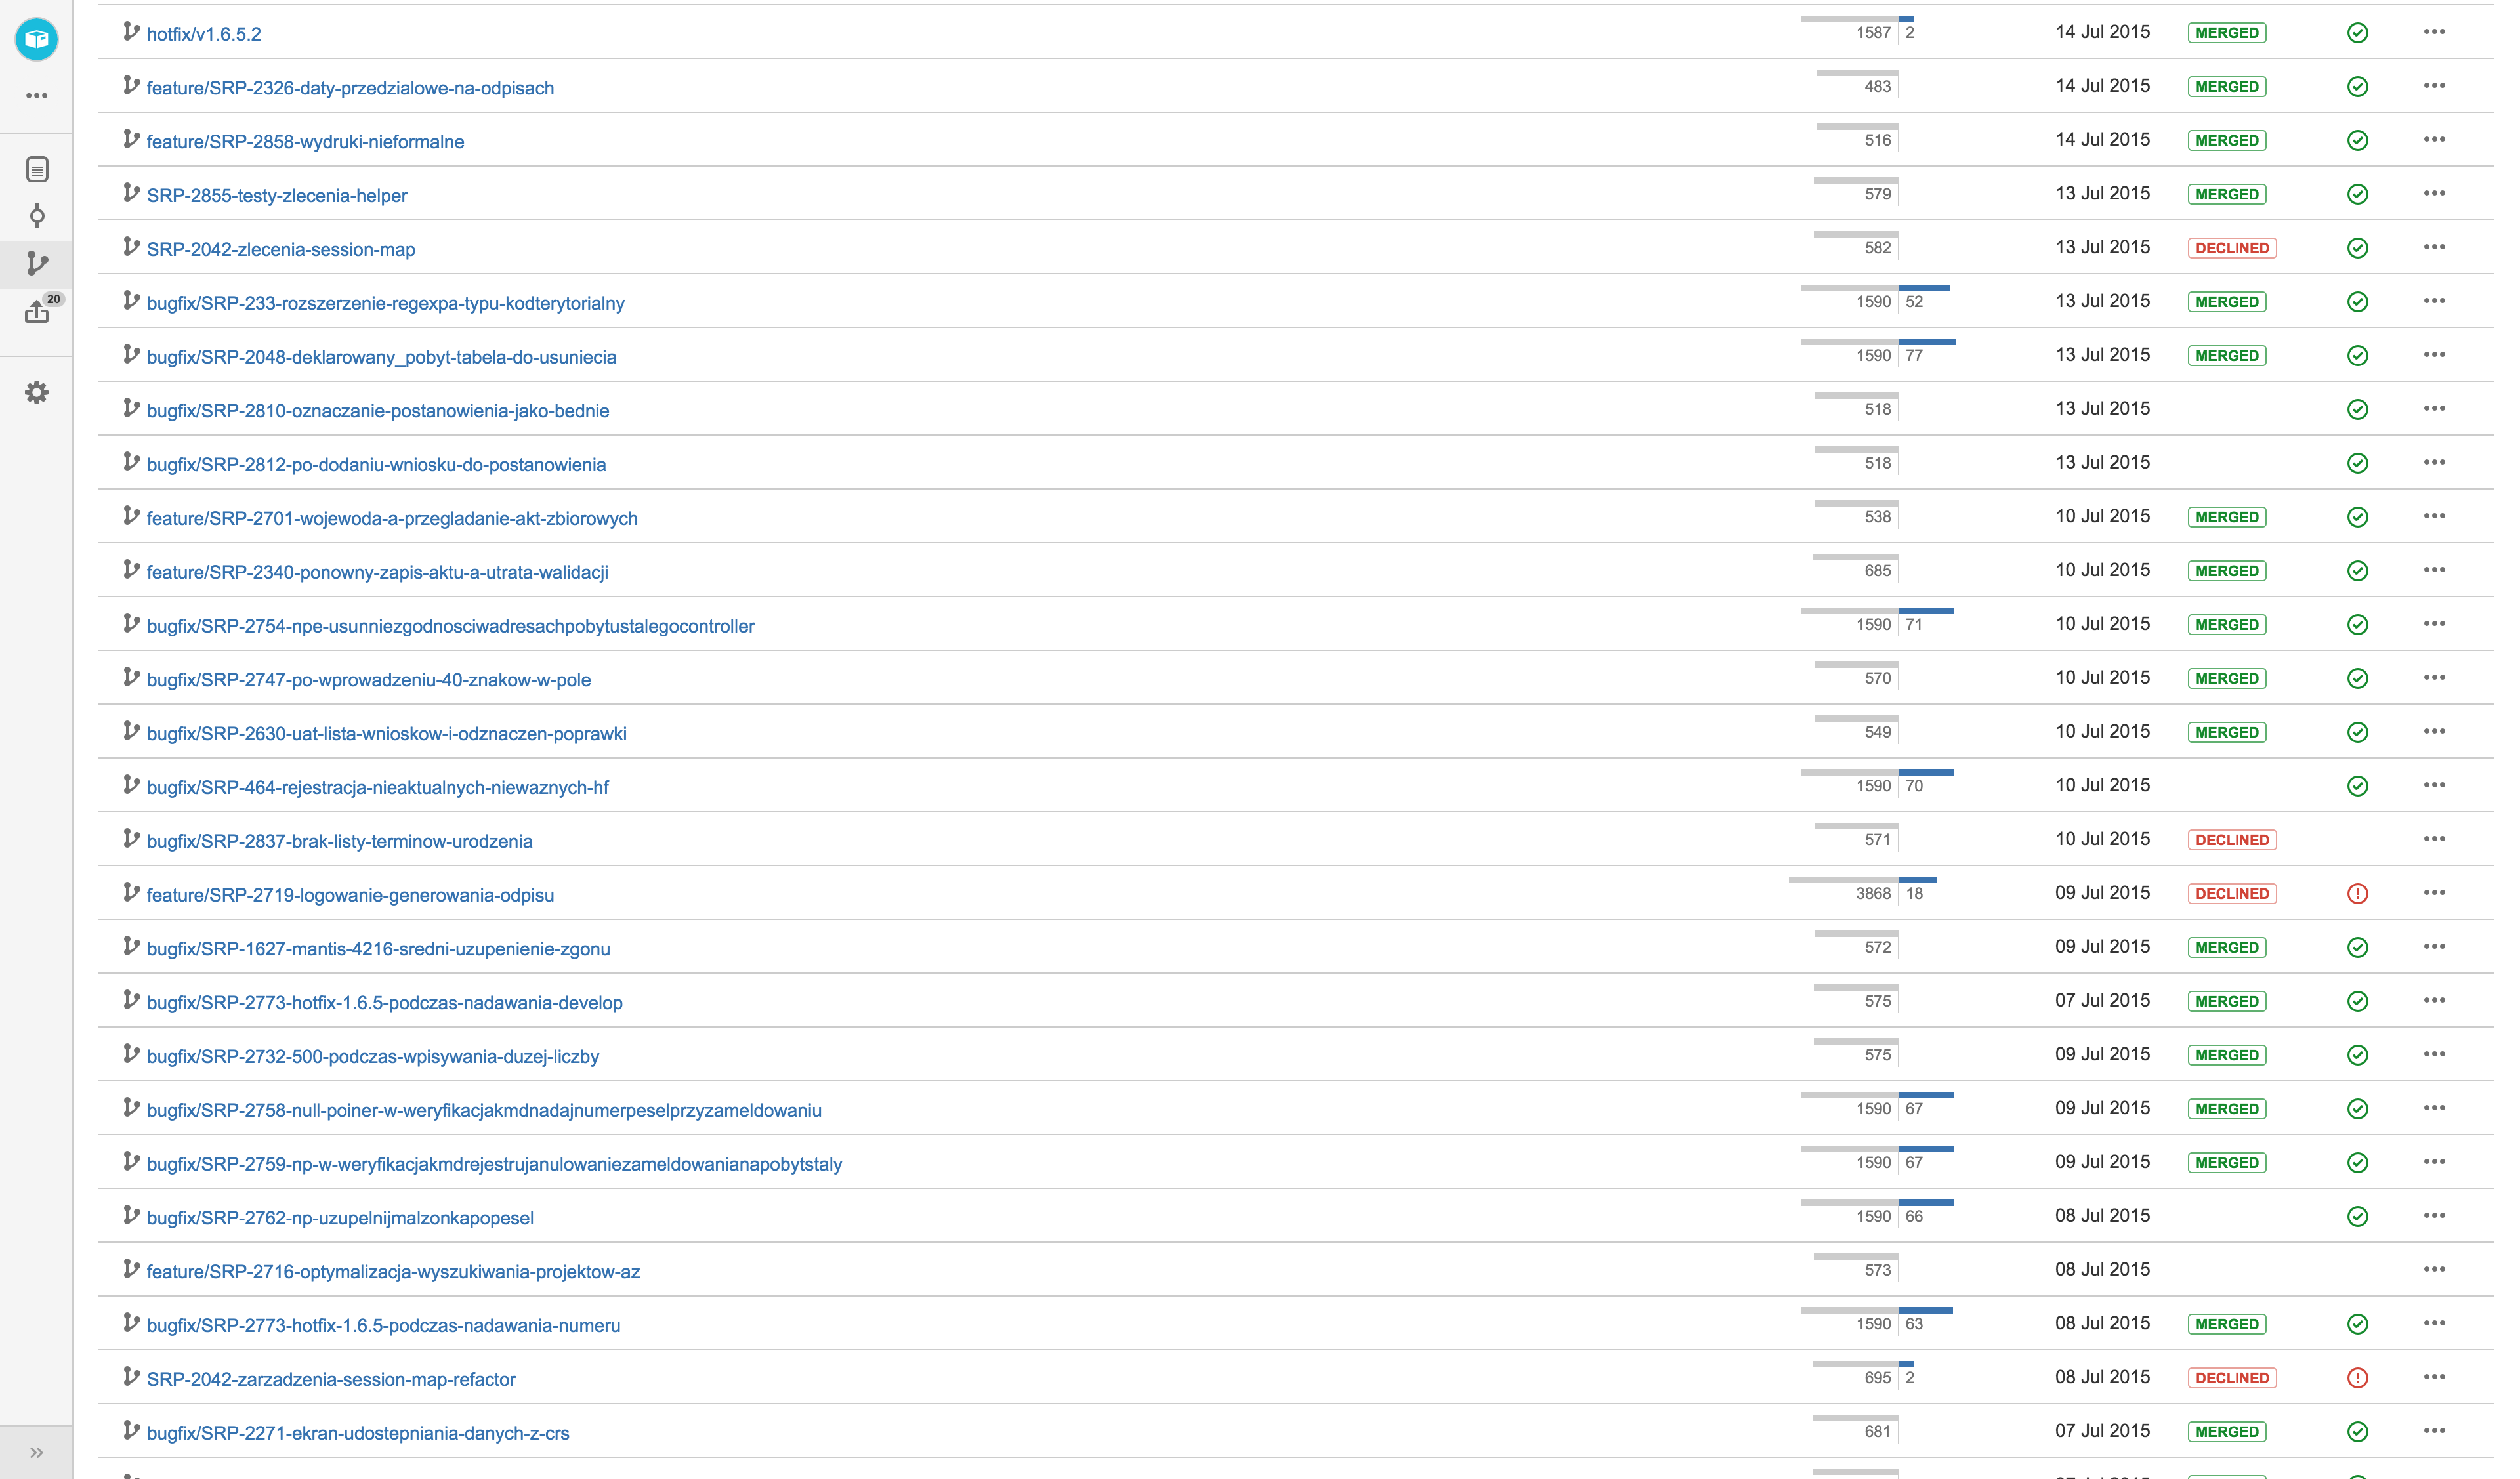 hotfix/v1.6.5.2 1587 2 14 Jul 2015 MERGED
feature/SRP-2326-daty-przedzialowe-na-odpisach 483 14 Jul 2015 MERGED
feature/SRP-2858-wydruki-nieformalne 516 14 Jul 2015 MERGED
SRP-2855-testy-zlecenia-helper 579 13 Jul 2015 MERGED
SRP-2042-zlecenia-session-map 582 13 Jul 2015 DECLINED
bugfix/SRP-233-rozszerzenie-regexpa-typu-kodterytorialny 1590 52 13 Jul 2015 MERGED
20
bugfix/SRP-2048-deklarowany_pobyt-tabela-do-usuniecia 1590 77 13 Jul 2015 MERGED
bugfix/SRP-2810-oznaczanie-postanowienia-jako-bednie 518 13 Jul 2015
bugfix/SRP-2812-po-dodaniu-wniosku-do-postanowienia 518 13 Jul 2015
feature/SRP-2701-wojewoda-a-przegladanie-akt-zbiorowych 538 10 Jul 2015 MERGED
feature/SRP-2340-ponowny-zapis-aktu-a-utrata-walidacji 685 10 Jul 2015 MERGED
bugfix/SRP-2754-npe-usunniezgodnosciwadresachpobytustalegocontroller 1590 71 10 Jul 2015 MERGED
bugfix/SRP-2747-po-wprowadzeniu-40-znakow-w-pole 570 10 Jul 2015 MERGED
bugfix/SRP-2630-uat-lista-wnioskow-i-odznaczen-poprawki 549 10 Jul 2015 MERGED
bugfix/SRP-464-rejestracja-nieaktualnych-niewaznych-hf 1590 70 10 Jul 2015
bugfix/SRP-2837-brak-listy-terminow-urodzenia 571 10 Jul 2015 DECLINED
feature/SRP-2719-logowanie-generowania-odpisu 3868 18 09 Jul 2015 DECLINED
bugfix/SRP-1627-mantis-4216-sredni-uzupenienie-zgonu 572 09 Jul 2015 MERGED
bugfix/SRP-2773-hotfix-1.6.5-podczas-nadawania-develop 575 07 Jul 2015 MERGED
bugfix/SRP-2732-500-podczas-wpisywania-duzej-liczby 575 09 Jul 2015 MERGED
bugfix/SRP-2758-null-poiner-w-weryfikacjakmdnadajnumerpeselprzyzameldowaniu 1590 67 09 Jul 2015 MERGED
bugfix/SRP-2759-np-w-weryfikacjakmdrejestrujanulowaniezameldowanianapobytstaly 1590 67 09 Jul 2015 MERGED
bugfix/SRP-2762-np-uzupelnijmalzonkapopesel 1590 66 08 Jul 2015
feature/SRP-2716-optymalizacja-wyszukiwania-projektow-az 573 08 Jul 2015
bugfix/SRP-2773-hotfix-1.6.5-podczas-nadawania-numeru 1590 63 08 Jul 2015 MERGED
SRP-2042-zarzadzenia-session-map-refactor 695 2 08 Jul 2015 DECLINED
bugfix/SRP-2271-ekran-udostepniania-danych-z-crs 681 07 Jul 2015 MERGED